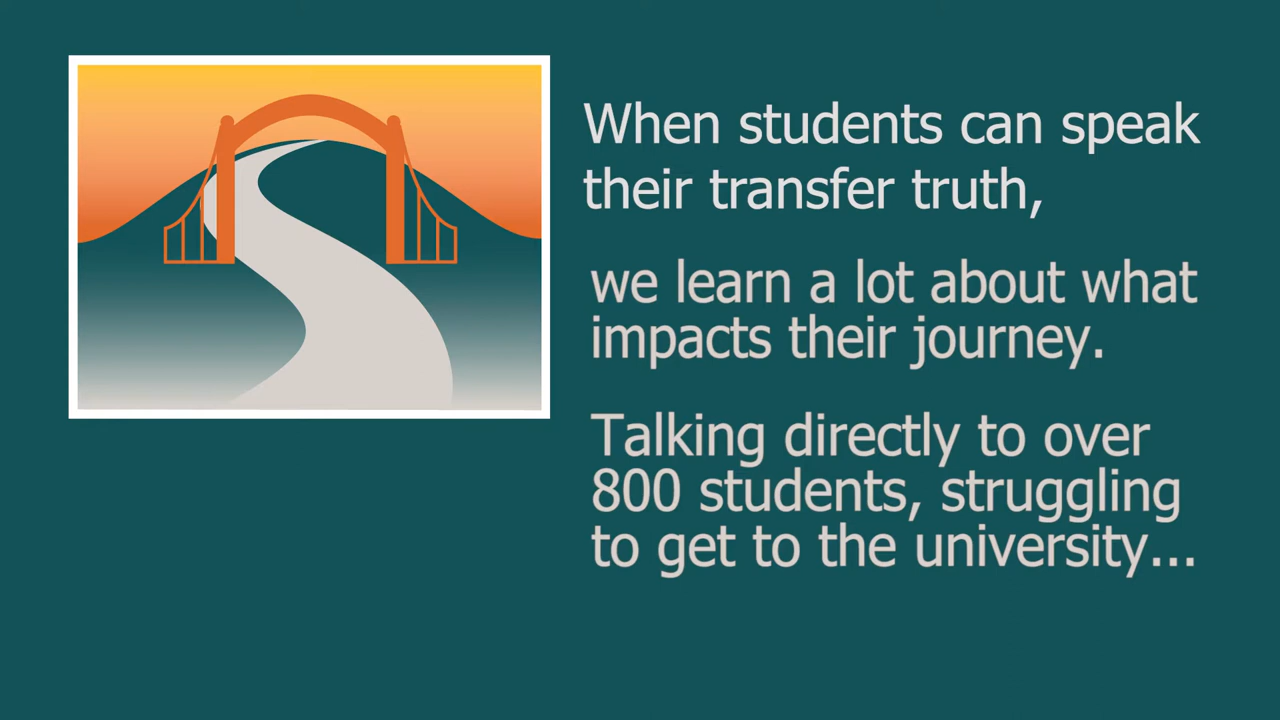 When students can speak
their transfer truth,
we learn a lot about what
impacts their journey.
Talking directly to over
800 students, struggling
to get to the university...